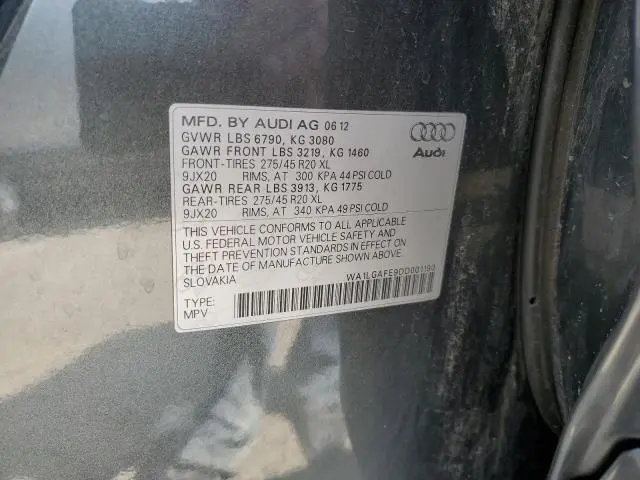 MFD. BY AUDI AG 06 12
GVWR LBS 6790, KG 3080
GAWR FRONT LBS 3219, KG 1460
FRONT-TIRES 275/45 R20 XL
9JX20 RIMS, AT 300 KPA 44 PSI COLD
GAWR REAR LBS 3913, KG 1775
REAR-TIRES 275/45 R20 XL
9JX20 RIMS, AT 340 KPA 49 PSI COLD
Audi
THIS VEHICLE CONFORMS TO ALL APPLICABLE
U.S. FEDERAL MOTOR VEHICLE SAFETY AND
THEFT PREVENTION STANDARDS IN EFFECT ON
THE DATE OF MANUFACTURE SHOWN ABOVE.
SLOVAKIA
WA1LGAFE9DD001190
TYPE:
MPV